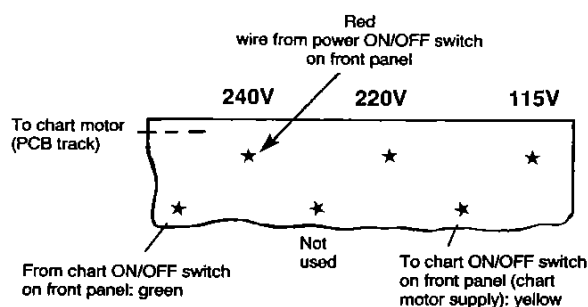 Red
wire from power ON/OFF switch
on front panel
240V
220V
115V
To chart motor
(PCB track)
Not
used
From chart ON/OFF switch
on front panel: green
To chart ON/OFF switch
on front panel (chart
motor supply): yellow